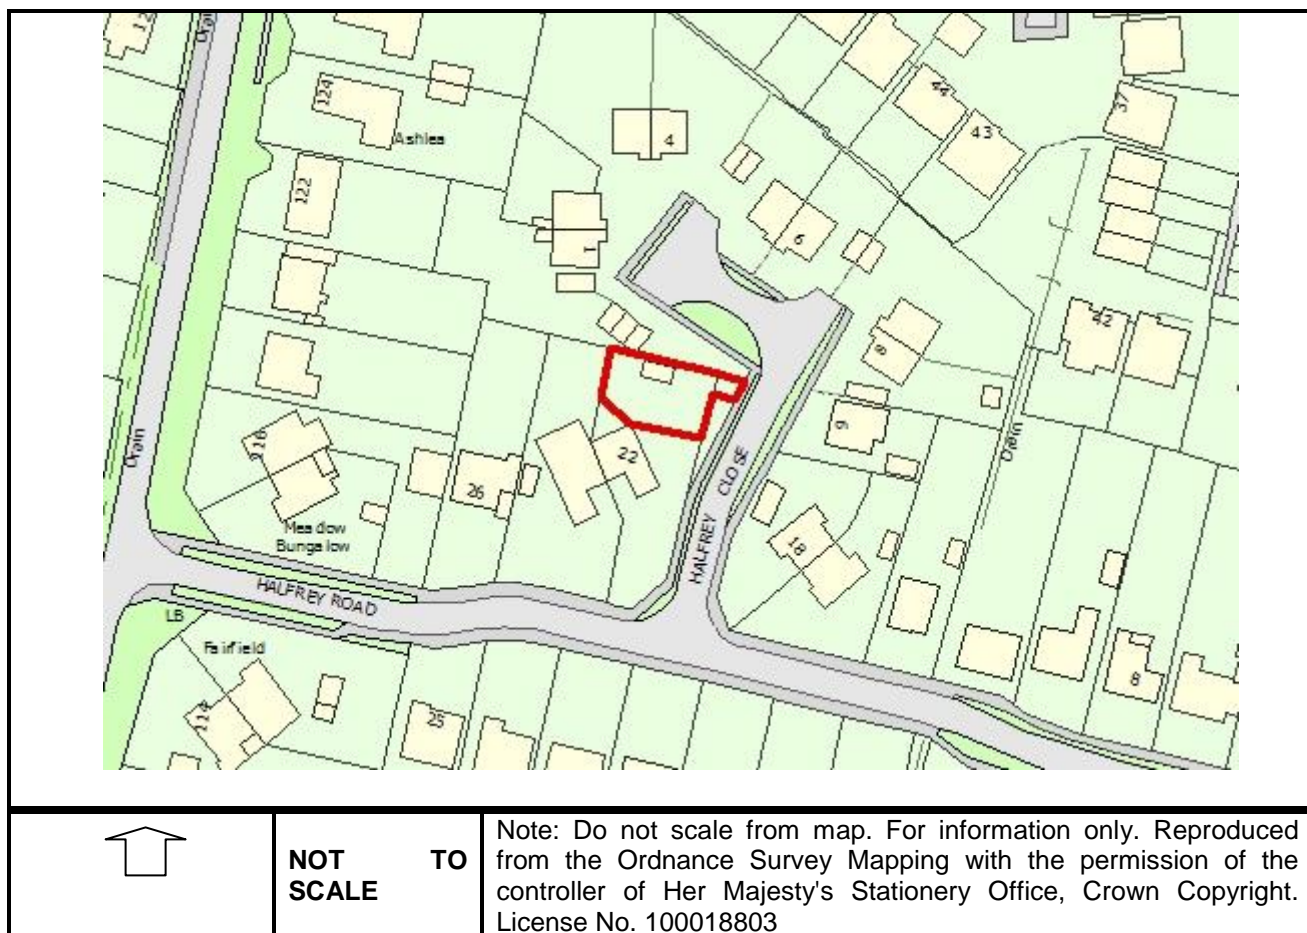 Drain
124
Ashlea
122
4
44
43
37
1
6
42
8
9
22
26
116
Drain
Drain
Meadow
Bungalow
HALFREY CLOSE
18
HALFREY ROAD
LB
Fairfield
114
25
8
NOT TO
SCALE
Note: Do not scale from map. For information only. Reproduced
from the Ordnance Survey Mapping with the permission of the
controller of Her Majesty's Stationery Office, Crown Copyright.
License No. 100018803